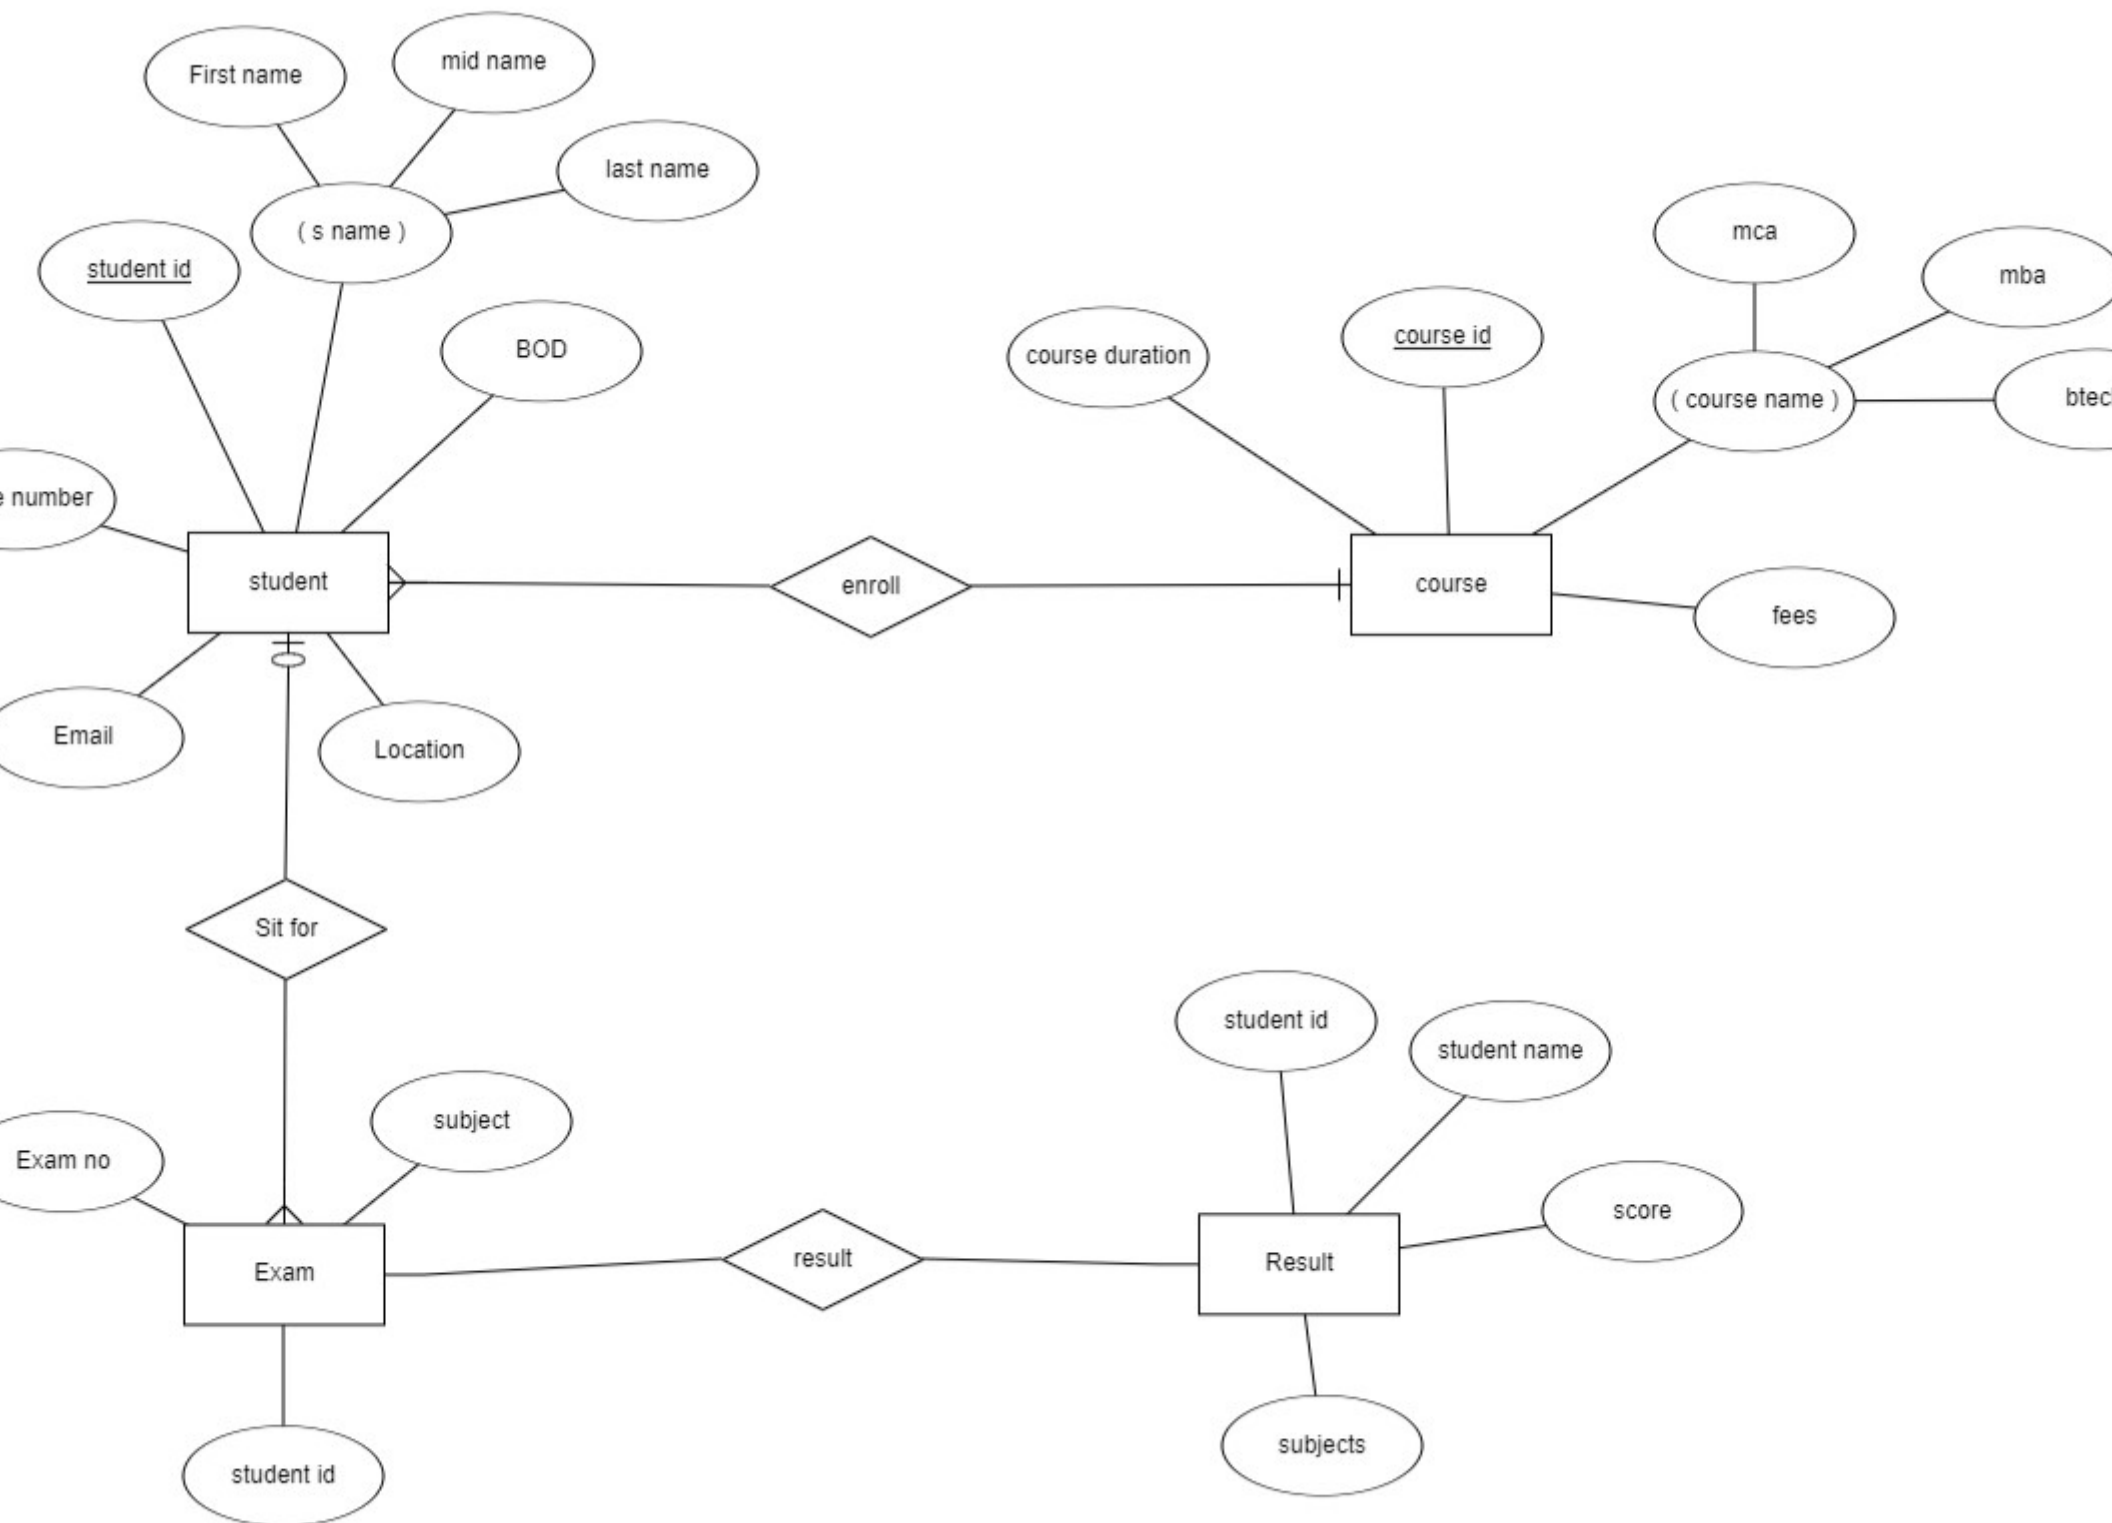 First name
mid name
last name
( s name )
student id
BOD
mca
mba
course id
course duration
( course name )
number
student
enroll
course
fees
Email
Location
Sit for
student id
student name
subject
Exam no
score
Exam
result
Result
subjects
student id